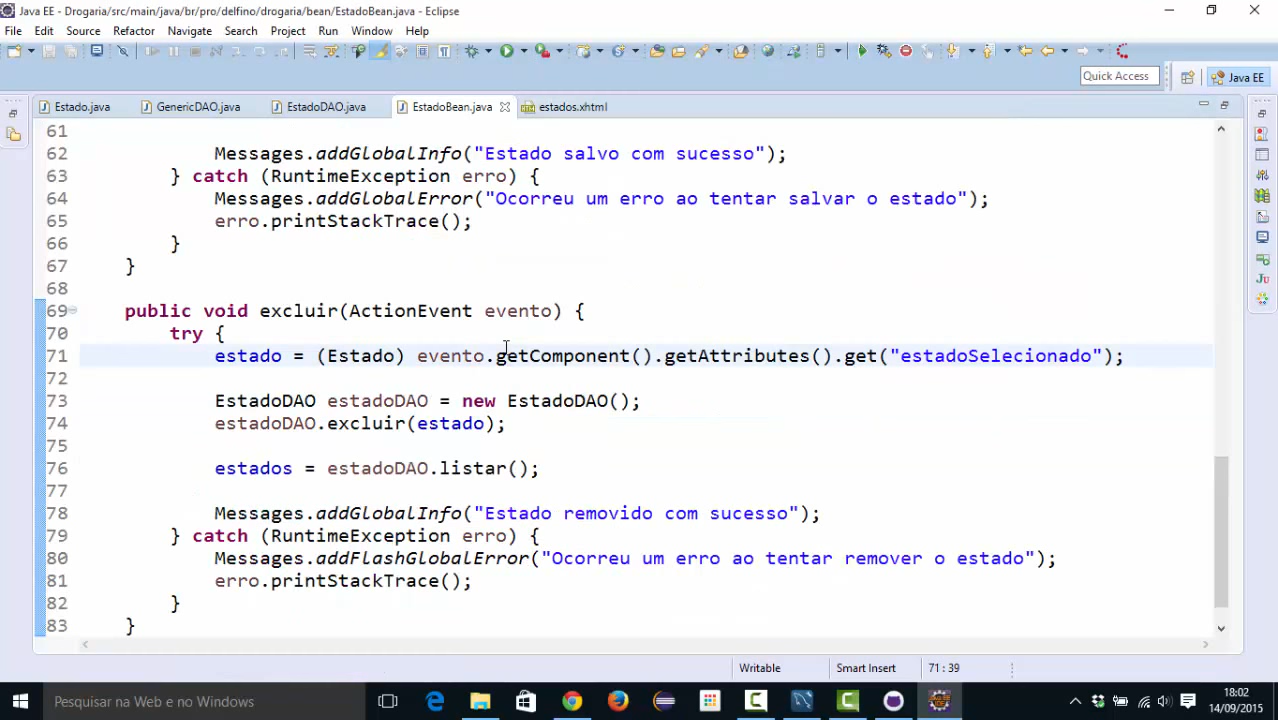 Java EE - Drogaria/src/main/java/br/pro/delfino/drogaria/bean/EstadoBean.java - Eclipse
File Edit Source Refactor Navigate Search Project Run Window Help
Quick Access Java EE
Estado.java GenericDAO.java EstadoDAO.java EstadoBean.java estados.xhtml
61
62 Messages.addGlobalInfo("Estado salvo com sucesso");
63 } catch (RuntimeException erro) {
64 Messages.addGlobalError("Ocorreu um erro ao tentar salvar o estado");
65 erro.printStackTrace();
66 }
67 }
68
69 public void excluir(ActionEvent evento) {
70 try {
71 estado = (Estado) evento.getComponent().getAttributes().get("estadoSelecionado");
72
73 EstadoDAO estadoDAO = new EstadoDAO();
74 estadoDAO.excluir(estado);
75
76 estados = estadoDAO.listar();
77
78 Messages.addGlobalInfo("Estado removido com sucesso");
79 } catch (RuntimeException erro) {
80 Messages.addFlashGlobalError("Ocorreu um erro ao tentar remover o estado");
81 erro.printStackTrace();
82 }
83 }
Writable Smart Insert 71 : 39
Pesquisar na Web e no Windows
18:02
14/09/2015